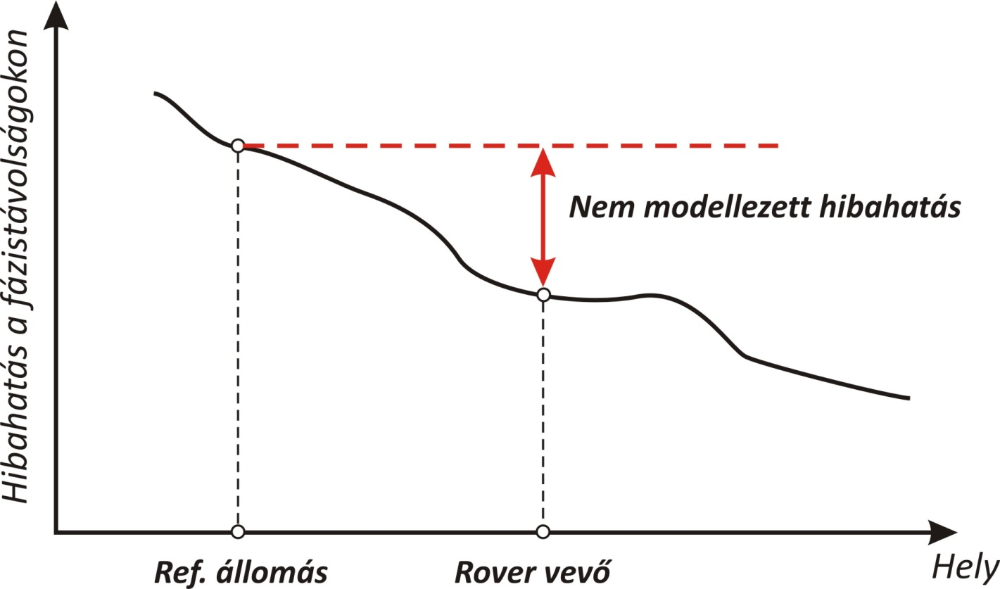 Hibahatás a fázistávolságokon
Nem modellezett hibahatás
Ref. állomás
Rover vevő
Hely